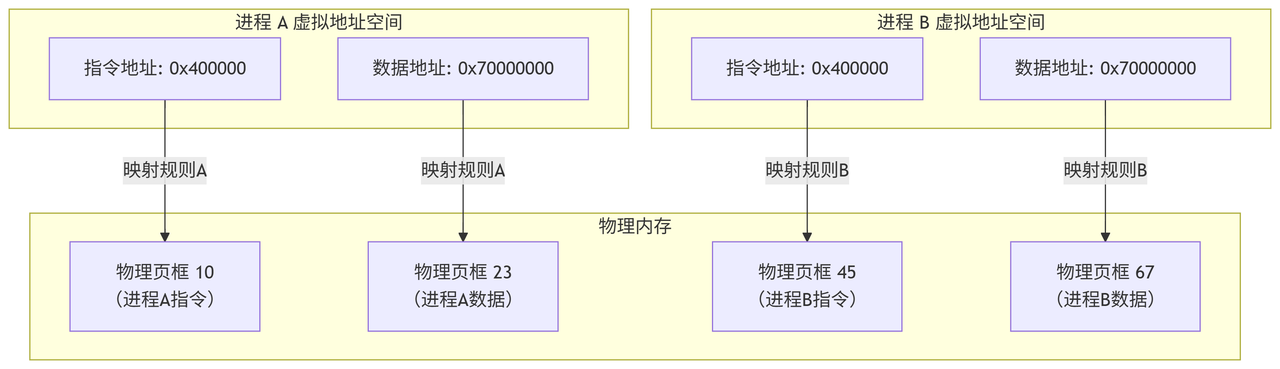 进程 A 虚拟地址空间
指令地址: 0x400000
数据地址: 0x70000000
进程 B 虚拟地址空间
指令地址: 0x400000
数据地址: 0x70000000
映射规则A
映射规则A
映射规则B
映射规则B
物理内存
物理页框 10
（进程A指令）
物理页框 23
（进程A数据）
物理页框 45
（进程B指令）
物理页框 67
（进程B数据）